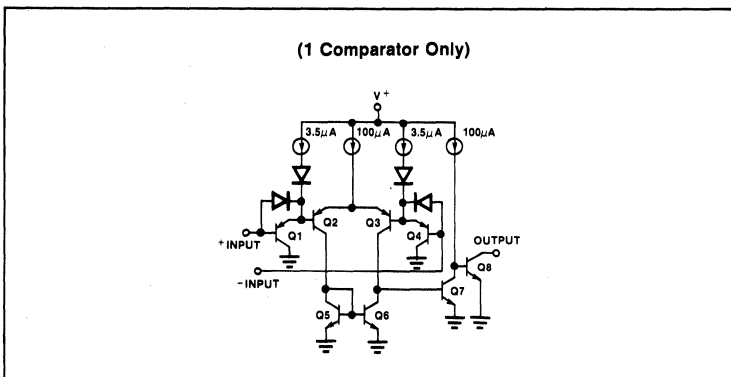 (1 Comparator Only)
V+
3.5μA 100μA 3.5μA 100μA
Q2 Q3
Q1 Q4
+INPUT
OUTPUT
Q8
-INPUT
Q7
Q5 Q6